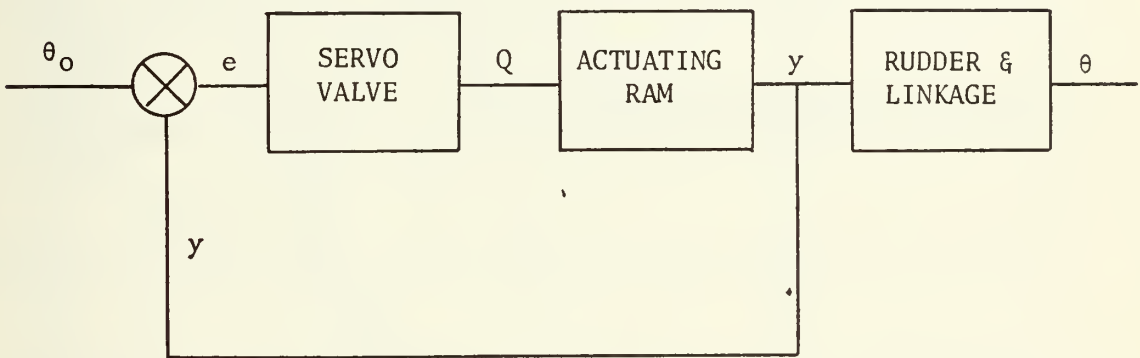 θo
e
SERVO
VALVE
Q
ACTUATING
RAM
y
RUDDER &
LINKAGE
θ
y